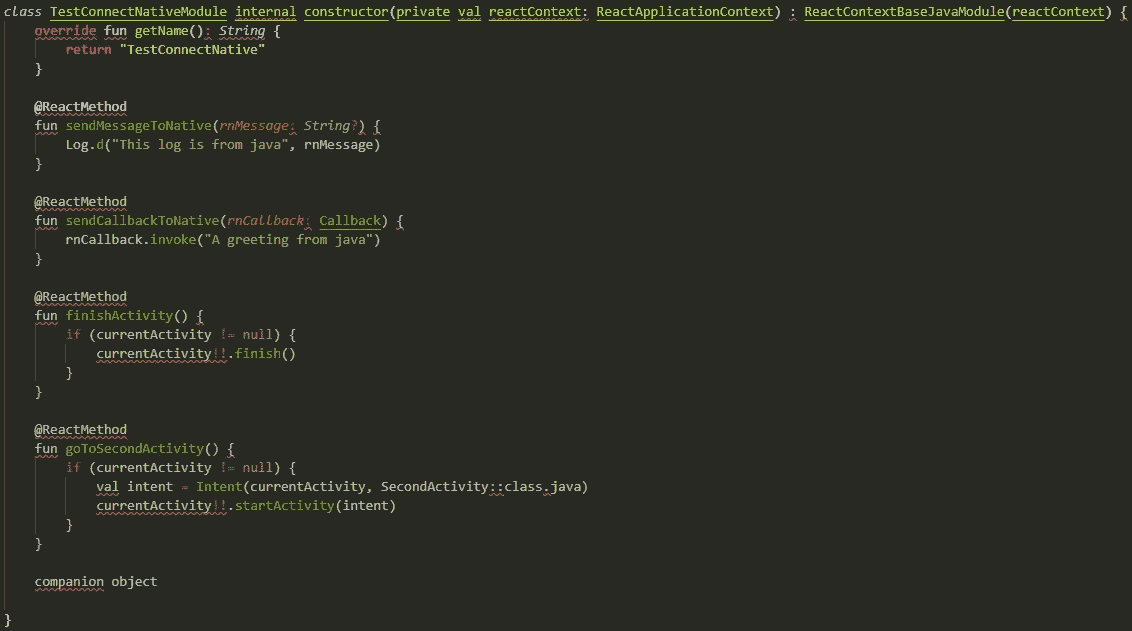 class TestConnectNativeModule internal constructor(private val reactContext: ReactApplicationContext) : ReactContextBaseJavaModule(reactContext) {
override fun getName(): String {
return "TestConnectNative"
}
@ReactMethod
fun sendMessageToNative(rnMessage: String?) {
Log.d("This log is from java", rnMessage)
}
@ReactMethod
fun sendCallbackToNative(rnCallback: Callback) {
rnCallback.invoke("A greeting from java")
}
@ReactMethod
fun finishActivity() {
if (currentActivity != null) {
currentActivity!!.finish()
}
}
@ReactMethod
fun goToSecondActivity() {
if (currentActivity != null) {
val intent = Intent(currentActivity, SecondActivity::class.java)
currentActivity!!.startActivity(intent)
}
}
companion object
}